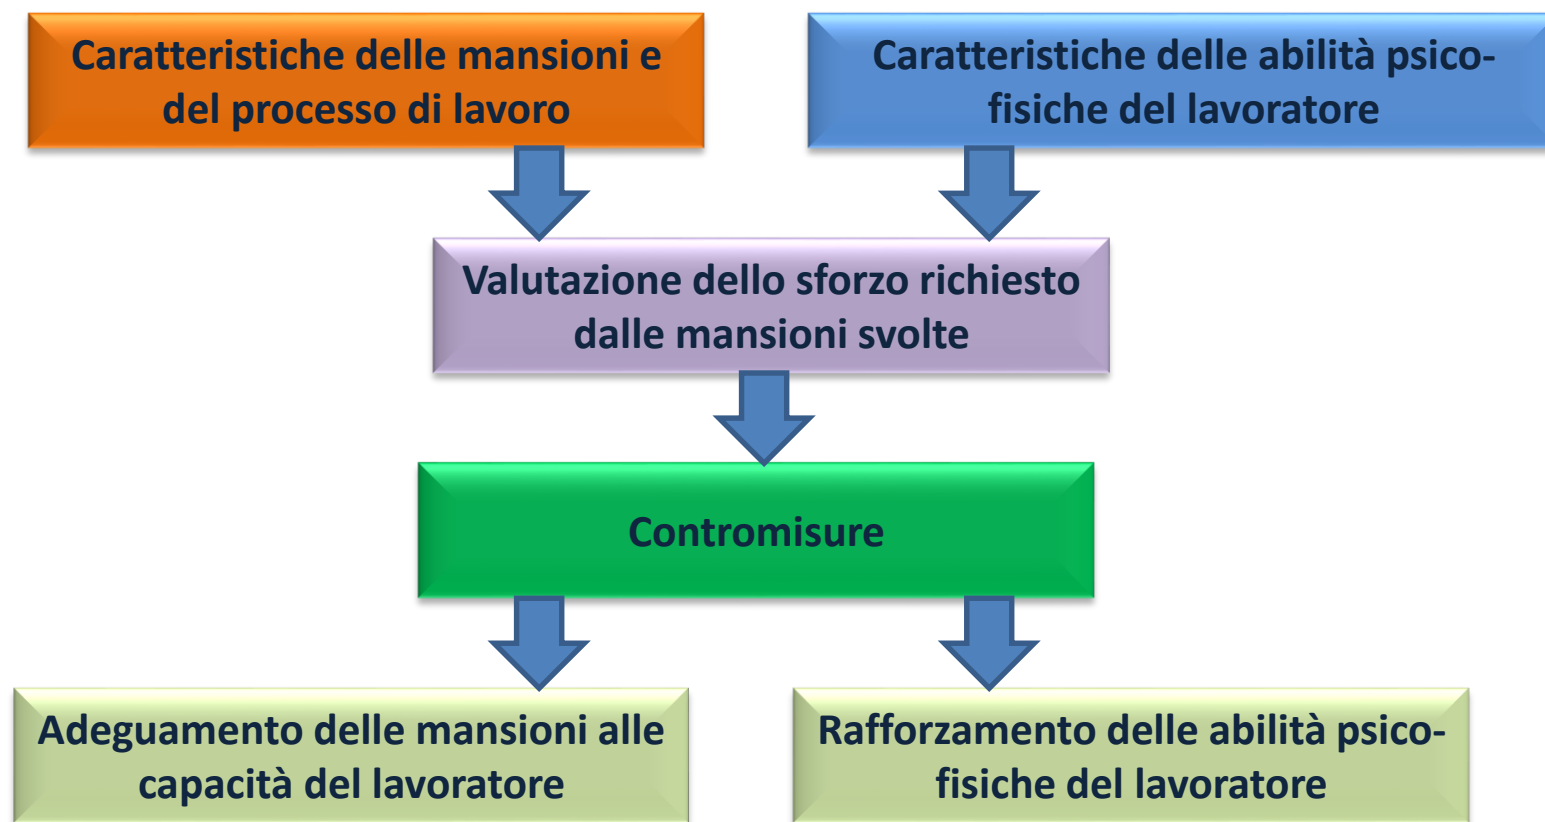 Caratteristiche delle mansioni e
del processo di lavoro
Caratteristiche delle abilità psico-
fisiche del lavoratore
Valutazione dello sforzo richiesto
dalle mansioni svolte
Contromisure
Adeguamento delle mansioni alle
capacità del lavoratore
Rafforzamento delle abilità psico-
fisiche del lavoratore